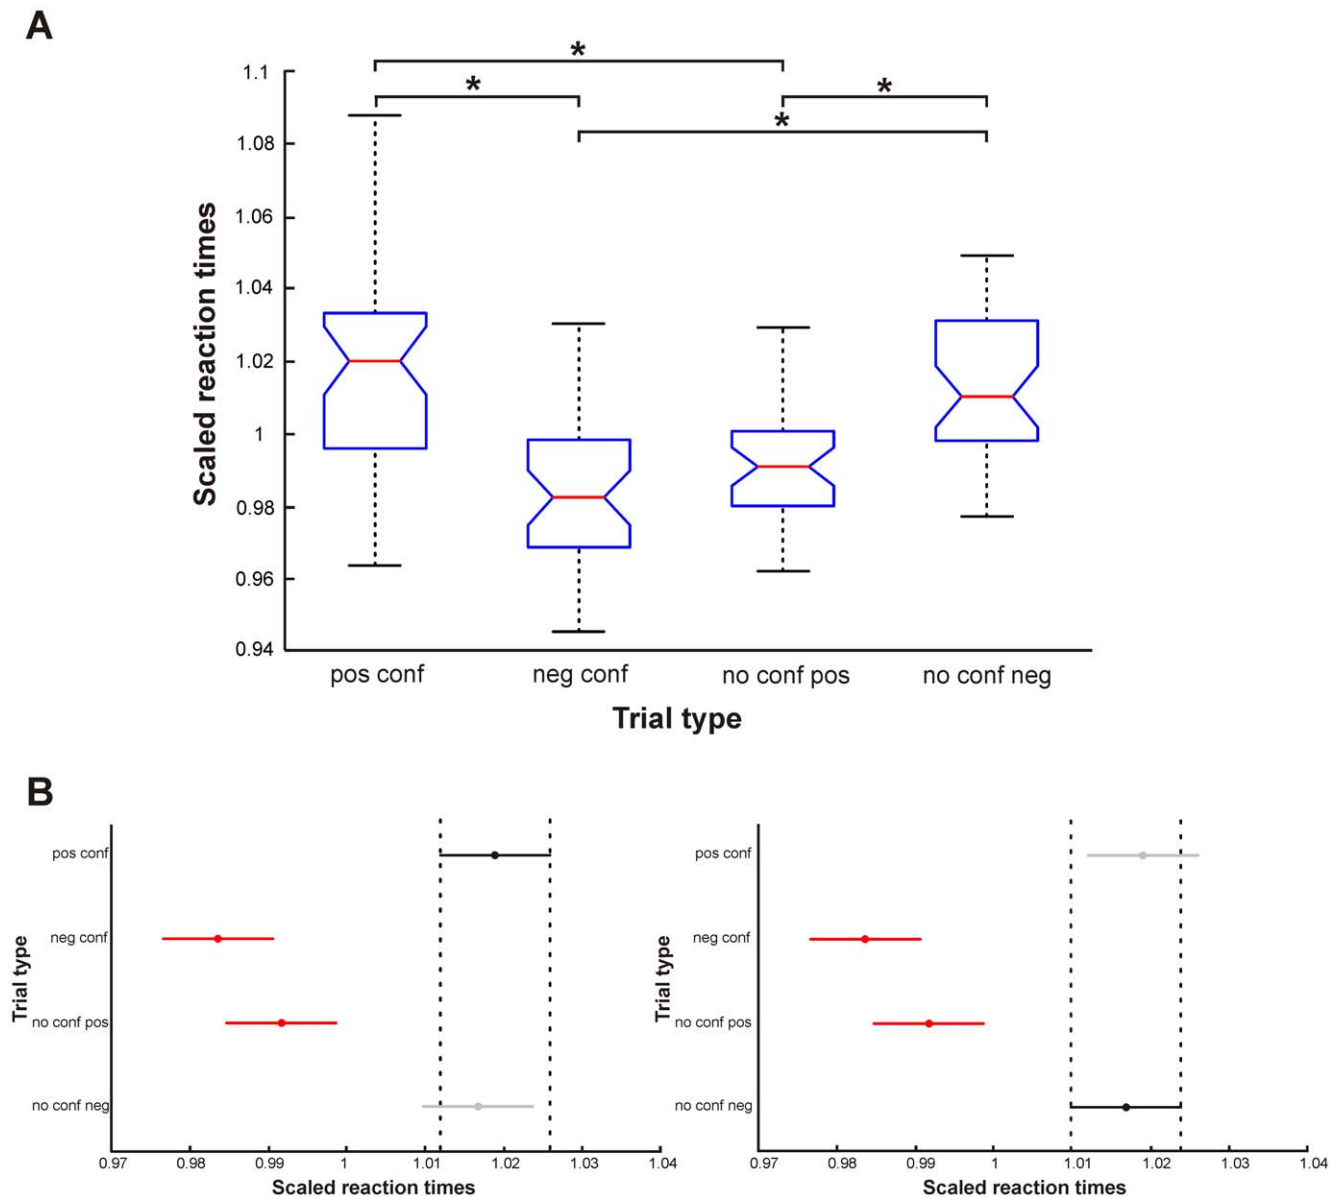 A
*
*
*
*
1.1
1.08
1.06
1.04
1.02
1
0.98
0.96
0.94
Scaled reaction times
pos conf neg conf no conf pos no conf neg
Trial type
B
pos conf
neg conf
no conf pos
no conf neg
Trial type
0.97 0.98 0.99 1 1.01 1.02 1.03 1.04
Scaled reaction times
pos conf
neg conf
no conf pos
no conf neg
Trial type
0.97 0.98 0.99 1 1.01 1.02 1.03 1.04
Scaled reaction times